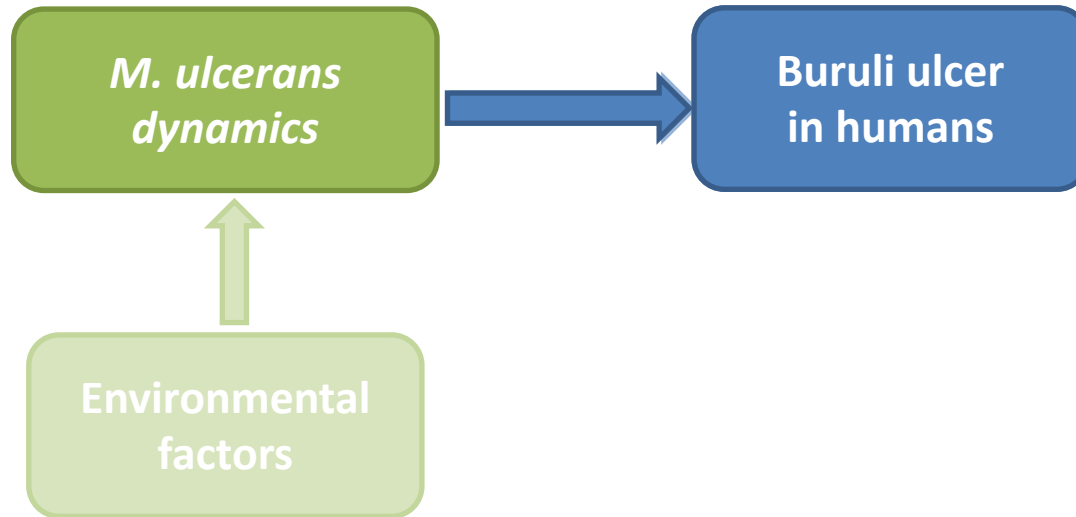 M. ulcerans
dynamics
Buruli ulcer
in humans
Environmental
factors